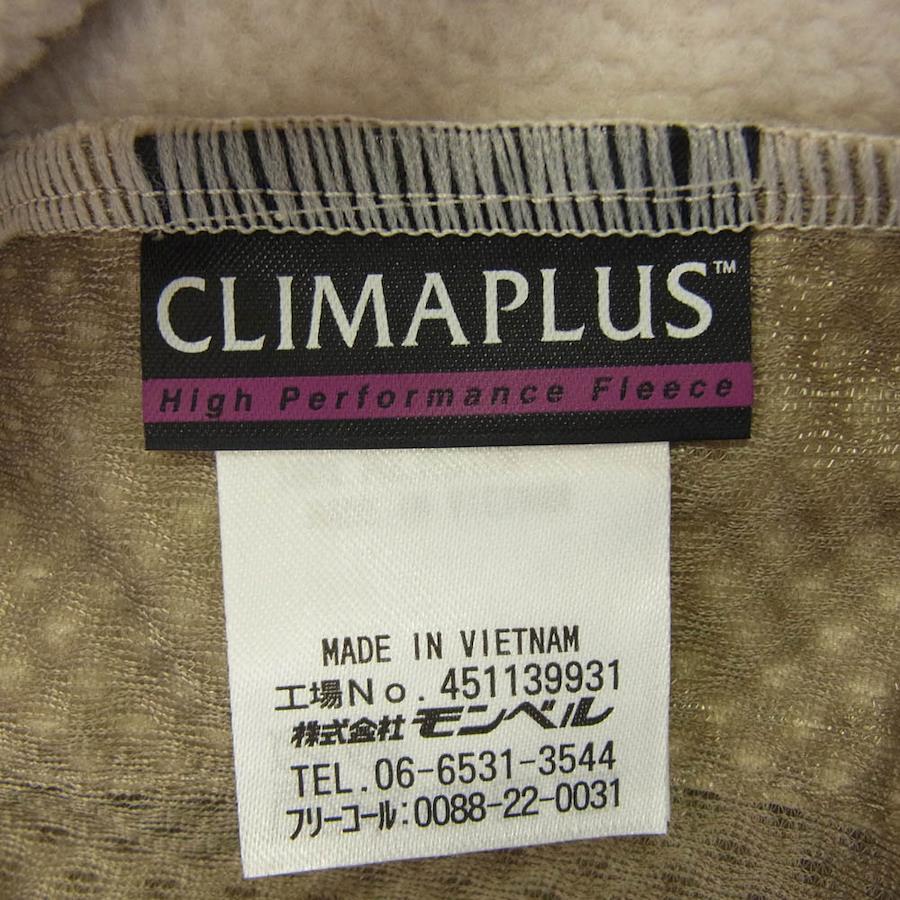 CLIMAPLUS™
High Performance Fleece
MADE IN VIETNAM
工場No.451139931
株式会社モンベル
TEL.06-6531-3544
フリーコール:0088-22-0031